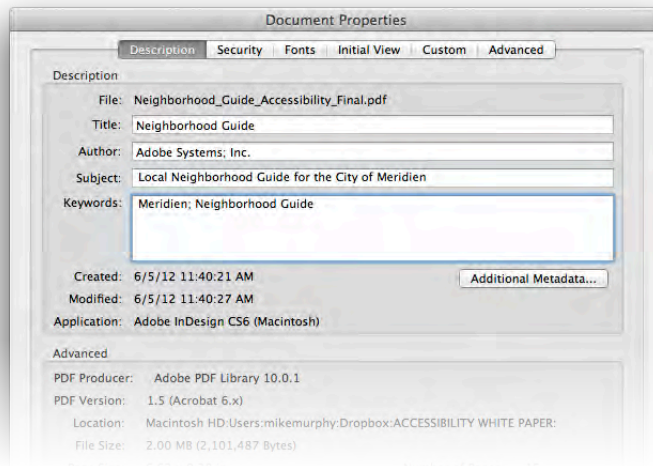 Document Properties
Description Security Fonts Initial View Custom Advanced
Description
File: Neighborhood_Guide_Accessibility_Final.pdf
Title: Neighborhood Guide
Author: Adobe Systems; Inc.
Subject: Local Neighborhood Guide for the City of Meridien
Keywords: Meridien; Neighborhood Guide
Created: 6/5/12 11:40:21 AM
Additional Metadata...
Modified: 6/5/12 11:40:27 AM
Application: Adobe InDesign CS6 (Macintosh)
Advanced
PDF Producer: Adobe PDF Library 10.0.1
PDF Version: 1.5 (Acrobat 6.x)
Location: Macintosh HD:Users:mikemurphy:Dropbox:ACCESSIBILITY WHITE PAPER:
File Size: 2.00 MB (2,101,487 Bytes)